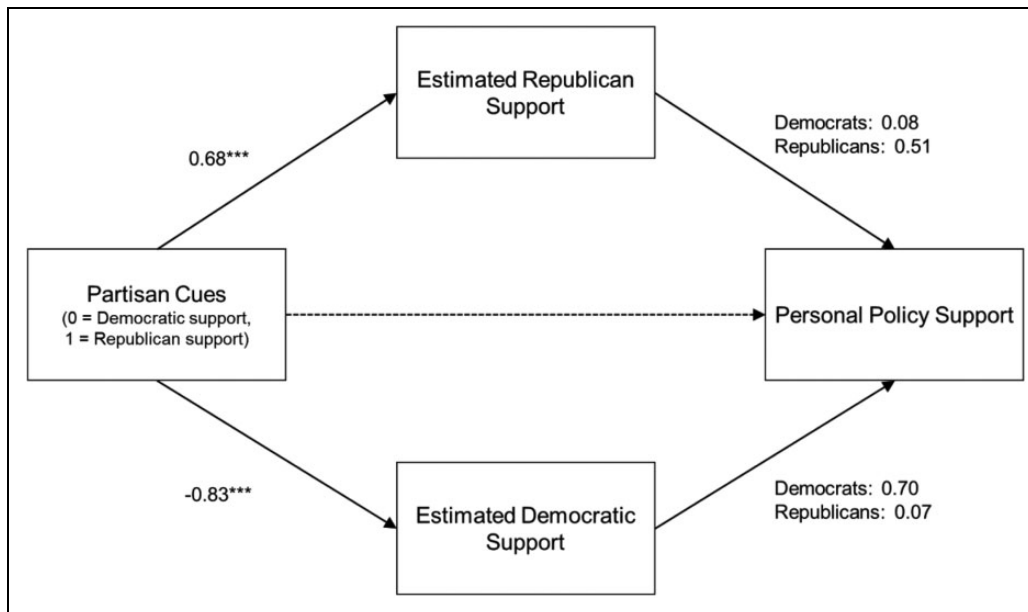 Estimated Republican
Support
Democrats: 0.08
Republicans: 0.51
0.68***
Partisan Cues
(0 = Democratic support,
1 = Republican support)
Personal Policy Support
-0.83***
Estimated Democratic
Support
Democrats: 0.70
Republicans: 0.07